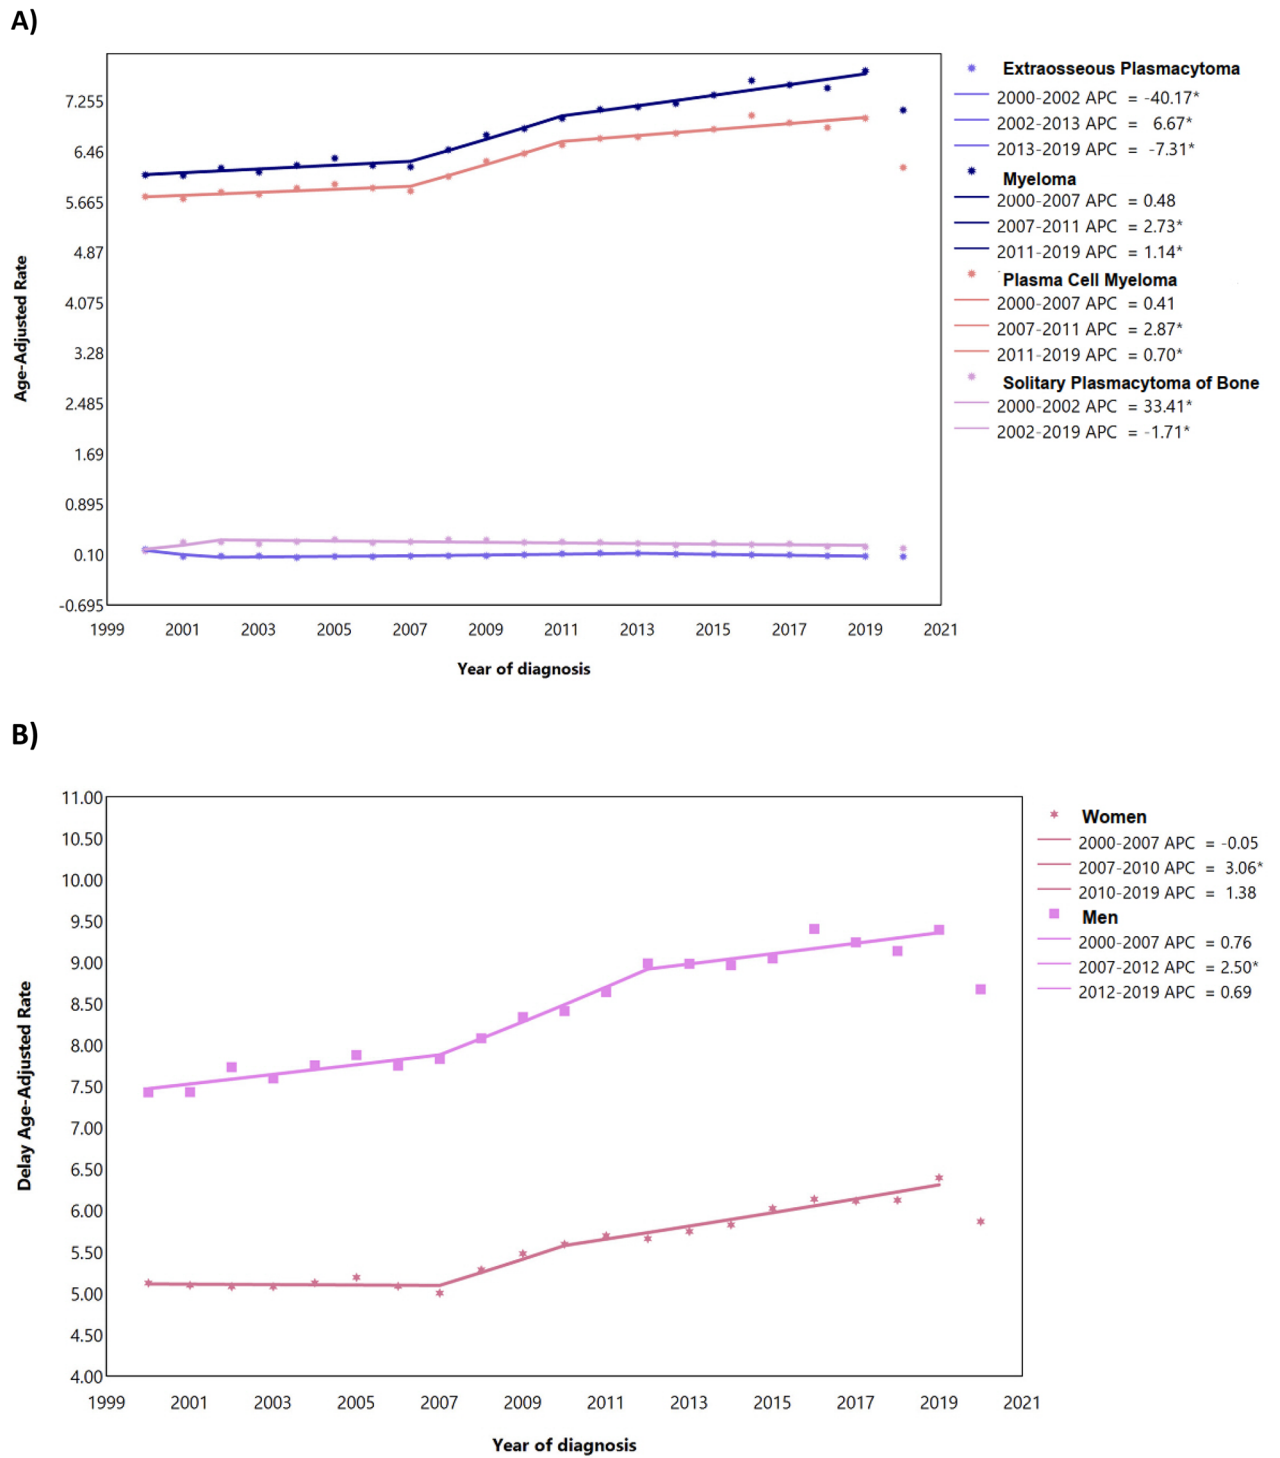 A)
Age-Adjusted Rate
7.255
6.46
5.665
4.87
4.075
3.28
2.485
1.69
0.895
0.10
-0.695
1999 2001 2003 2005 2007 2009 2011 2013 2015 2017 2019 2021
Year of diagnosis
Extraosseous Plasmacytoma
2000-2002 APC = -40.17*
2002-2013 APC = 6.67*
2013-2019 APC = -7.31*
Myeloma
2000-2007 APC = 0.48
2007-2011 APC = 2.73*
2011-2019 APC = 1.14*
Plasma Cell Myeloma
2000-2007 APC = 0.41
2007-2011 APC = 2.87*
2011-2019 APC = 0.70*
Solitary Plasmacytoma of Bone
2000-2002 APC = 33.41*
2002-2019 APC = -1.71*
B)
Delay Age-Adjusted Rate
11.00
10.50
10.00
9.50
9.00
8.50
8.00
7.50
7.00
6.50
6.00
5.50
5.00
4.50
4.00
1999 2001 2003 2005 2007 2009 2011 2013 2015 2017 2019 2021
Year of diagnosis
Women
2000-2007 APC = -0.05
2007-2010 APC = 3.06*
2010-2019 APC = 1.38
Men
2000-2007 APC = 0.76
2007-2012 APC = 2.50*
2012-2019 APC = 0.69